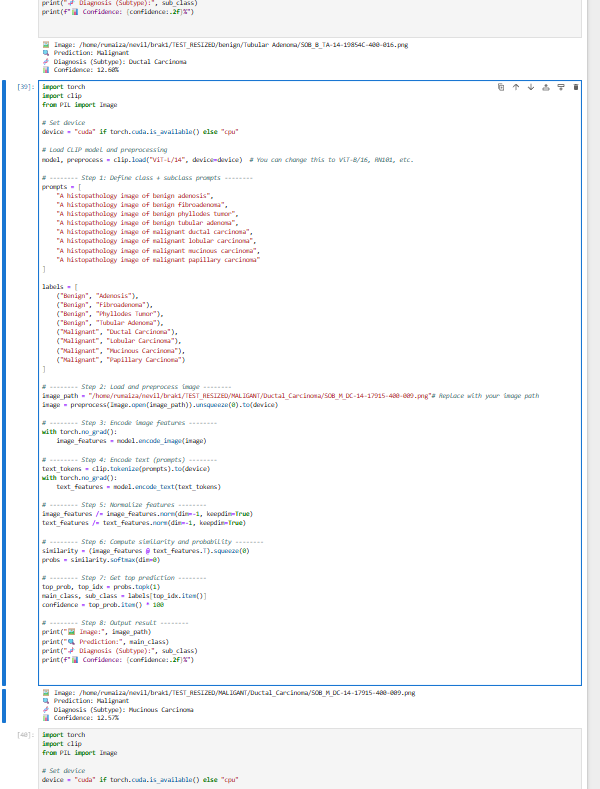 print("🧬 Diagnosis (Subtype):", sub_class)
print(f"📊 Confidence: {confidence:.2f}%")
🖼️ Image: /home/rumaiza/nevil/brak1/TEST_RESIZED/benign/Tubular Adenoma/SOB_B_TA-14-19854C-400-016.png
🔍 Prediction: Malignant
🧬 Diagnosis (Subtype): Ductal Carcinoma
📊 Confidence: 12.60%
[39]:
import torch
import clip
from PIL import Image
# Set device
device = "cuda" if torch.cuda.is_available() else "cpu"
# Load CLIP model and preprocessing
model, preprocess = clip.load("ViT-L/14", device=device)  # You can change this to ViT-B/16, RN101, etc.
# -------- Step 1: Define class + subclass prompts --------
prompts = [
"A histopathology image of benign adenosis",
"A histopathology image of benign fibroadenoma",
"A histopathology image of benign phyllodes tumor",
"A histopathology image of benign tubular adenoma",
"A histopathology image of malignant ductal carcinoma",
"A histopathology image of malignant lobular carcinoma",
"A histopathology image of malignant mucinous carcinoma",
"A histopathology image of malignant papillary carcinoma"
]
labels = [
("Benign", "Adenosis"),
("Benign", "Fibroadenoma"),
("Benign", "Phyllodes Tumor"),
("Benign", "Tubular Adenoma"),
("Malignant", "Ductal Carcinoma"),
("Malignant", "Lobular Carcinoma"),
("Malignant", "Mucinous Carcinoma"),
("Malignant", "Papillary Carcinoma")
]
# -------- Step 2: Load and preprocess image --------
image_path = "/home/rumaiza/nevil/brak1/TEST_RESIZED/MALIGANT/Ductal_Carcinoma/SOB_M_DC-14-17915-400-009.png"# Replace with your image path
image = preprocess(Image.open(image_path)).unsqueeze(0).to(device)
# -------- Step 3: Encode image features --------
with torch.no_grad():
image_features = model.encode_image(image)
# -------- Step 4: Encode text (prompts) --------
text_tokens = clip.tokenize(prompts).to(device)
with torch.no_grad():
text_features = model.encode_text(text_tokens)
# -------- Step 5: Normalize features --------
image_features /= image_features.norm(dim=-1, keepdim=True)
text_features /= text_features.norm(dim=-1, keepdim=True)
# -------- Step 6: Compute similarity and probability --------
similarity = (image_features @ text_features.T).squeeze(0)
probs = similarity.softmax(dim=0)
# -------- Step 7: Get top prediction --------
top_prob, top_idx = probs.topk(1)
main_class, sub_class = labels[top_idx.item()]
confidence = top_prob.item() * 100
# -------- Step 8: Output result --------
print("🖼️ Image:", image_path)
print("🔍 Prediction:", main_class)
print("🧬 Diagnosis (Subtype):", sub_class)
print(f"📊 Confidence: {confidence:.2f}%")
🖼️ Image: /home/rumaiza/nevil/brak1/TEST_RESIZED/MALIGANT/Ductal_Carcinoma/SOB_M_DC-14-17915-400-009.png
🔍 Prediction: Malignant
🧬 Diagnosis (Subtype): Mucinous Carcinoma
📊 Confidence: 12.57%
[40]:
import torch
import clip
from PIL import Image
# Set device
device = "cuda" if torch.cuda.is_available() else "cpu"